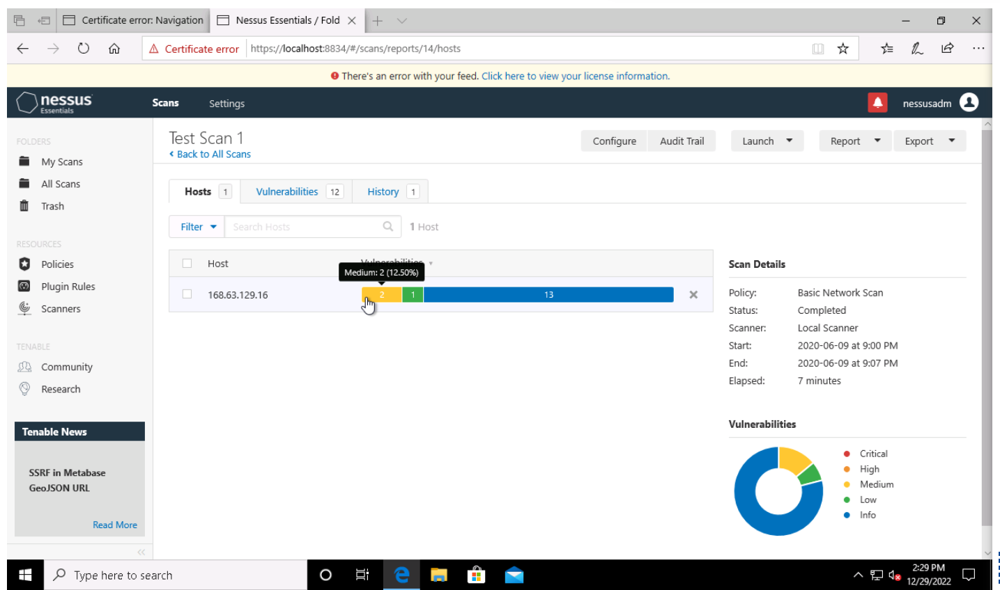 Certificate error: Navigation
Nessus Essentials / Fold
Certificate error
https://localhost:8834/#/scans/reports/14/hosts
There's an error with your feed. Click here to view your license information.
nessus
Essentials
Scans
Settings
nessusadm
FOLDERS
My Scans
All Scans
Trash
RESOURCES
Policies
Plugin Rules
Scanners
TENABLE
Community
Research
Tenable News
SSRF in Metabase
GeoJSON URL
Read More
Test Scan 1
Back to All Scans
Configure
Audit Trail
Launch
Report
Export
Hosts 1
Vulnerabilities 12
History 1
Filter
Search Hosts
1 Host
Host
Vulnerabilities
Medium: 2 (12.50%)
168.63.129.16
2
1
13
Scan Details
Policy: Basic Network Scan
Status: Completed
Scanner: Local Scanner
Start: 2020-06-09 at 9:00 PM
End: 2020-06-09 at 9:07 PM
Elapsed: 7 minutes
Vulnerabilities
Critical
High
Medium
Low
Info
Type here to search
2:29 PM
12/29/2022